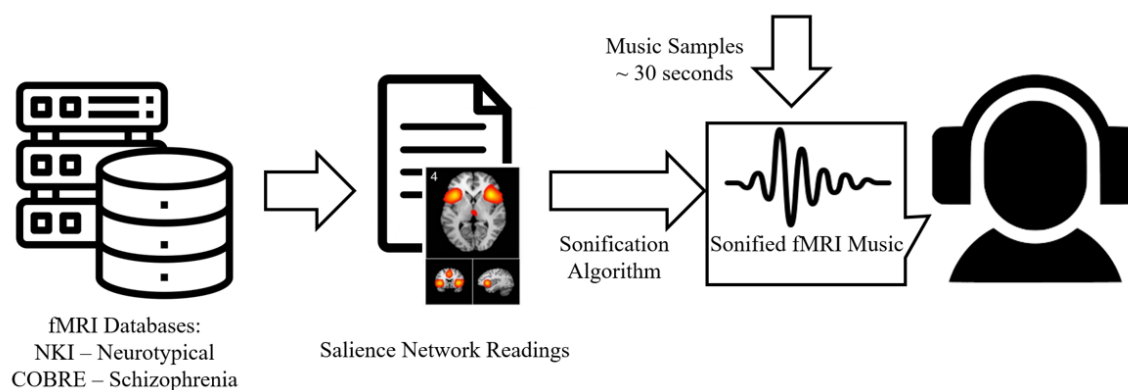 Music Samples
~ 30 seconds
4
Sonification
Algorithm
Sonified fMRI Music
fMRI Databases:
NKI – Neurotypical
COBRE – Schizophrenia
Salience Network Readings